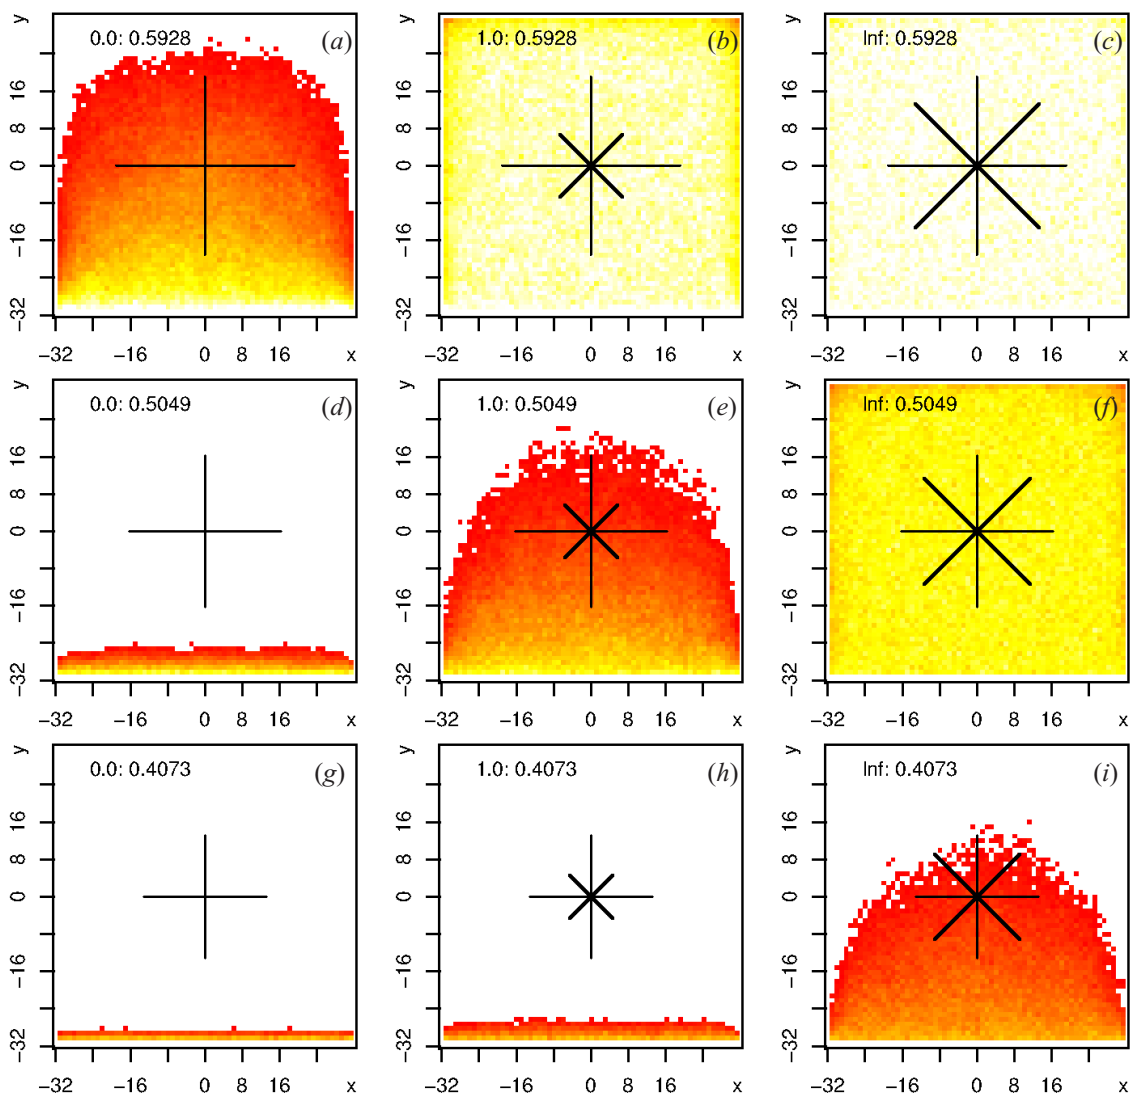 y 0.0: 0.5928 (a) y 1.0: 0.5928 (b) y Inf: 0.5928 (c)
16 16 16
8 8 8
0 0 0
−16 −16 −16
−32 −32 −32
−32 −16 0 8 16 x −32 −16 0 8 16 x −32 −16 0 8 16 x
y 0.0: 0.5049 (d) y 1.0: 0.5049 (e) y Inf: 0.5049 (f)
16 16 16
8 8 8
0 0 0
−16 −16 −16
−32 −32 −32
−32 −16 0 8 16 x −32 −16 0 8 16 x −32 −16 0 8 16 x
y 0.0: 0.4073 (g) y 1.0: 0.4073 (h) y Inf: 0.4073 (i)
16 16 16
8 8 8
0 0 0
−16 −16 −16
−32 −32 −32
−32 −16 0 8 16 x −32 −16 0 8 16 x −32 −16 0 8 16 x